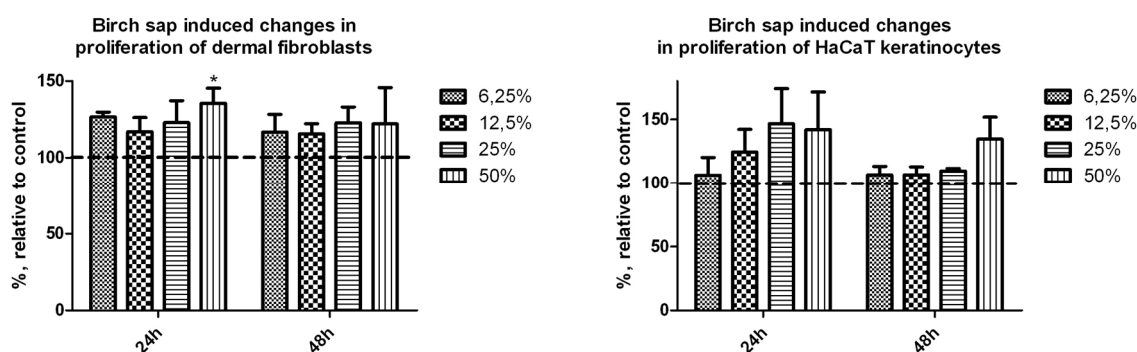 Birch sap induced changes in
proliferation of dermal fibroblasts
%, relative to control
150
100
50
0
*
24h
48h
6,25%
12,5%
25%
50%
Birch sap induced changes
in proliferation of HaCaT keratinocytes
%, relative to control
150
100
50
0
24h
48h
6,25%
12,5%
25%
50%